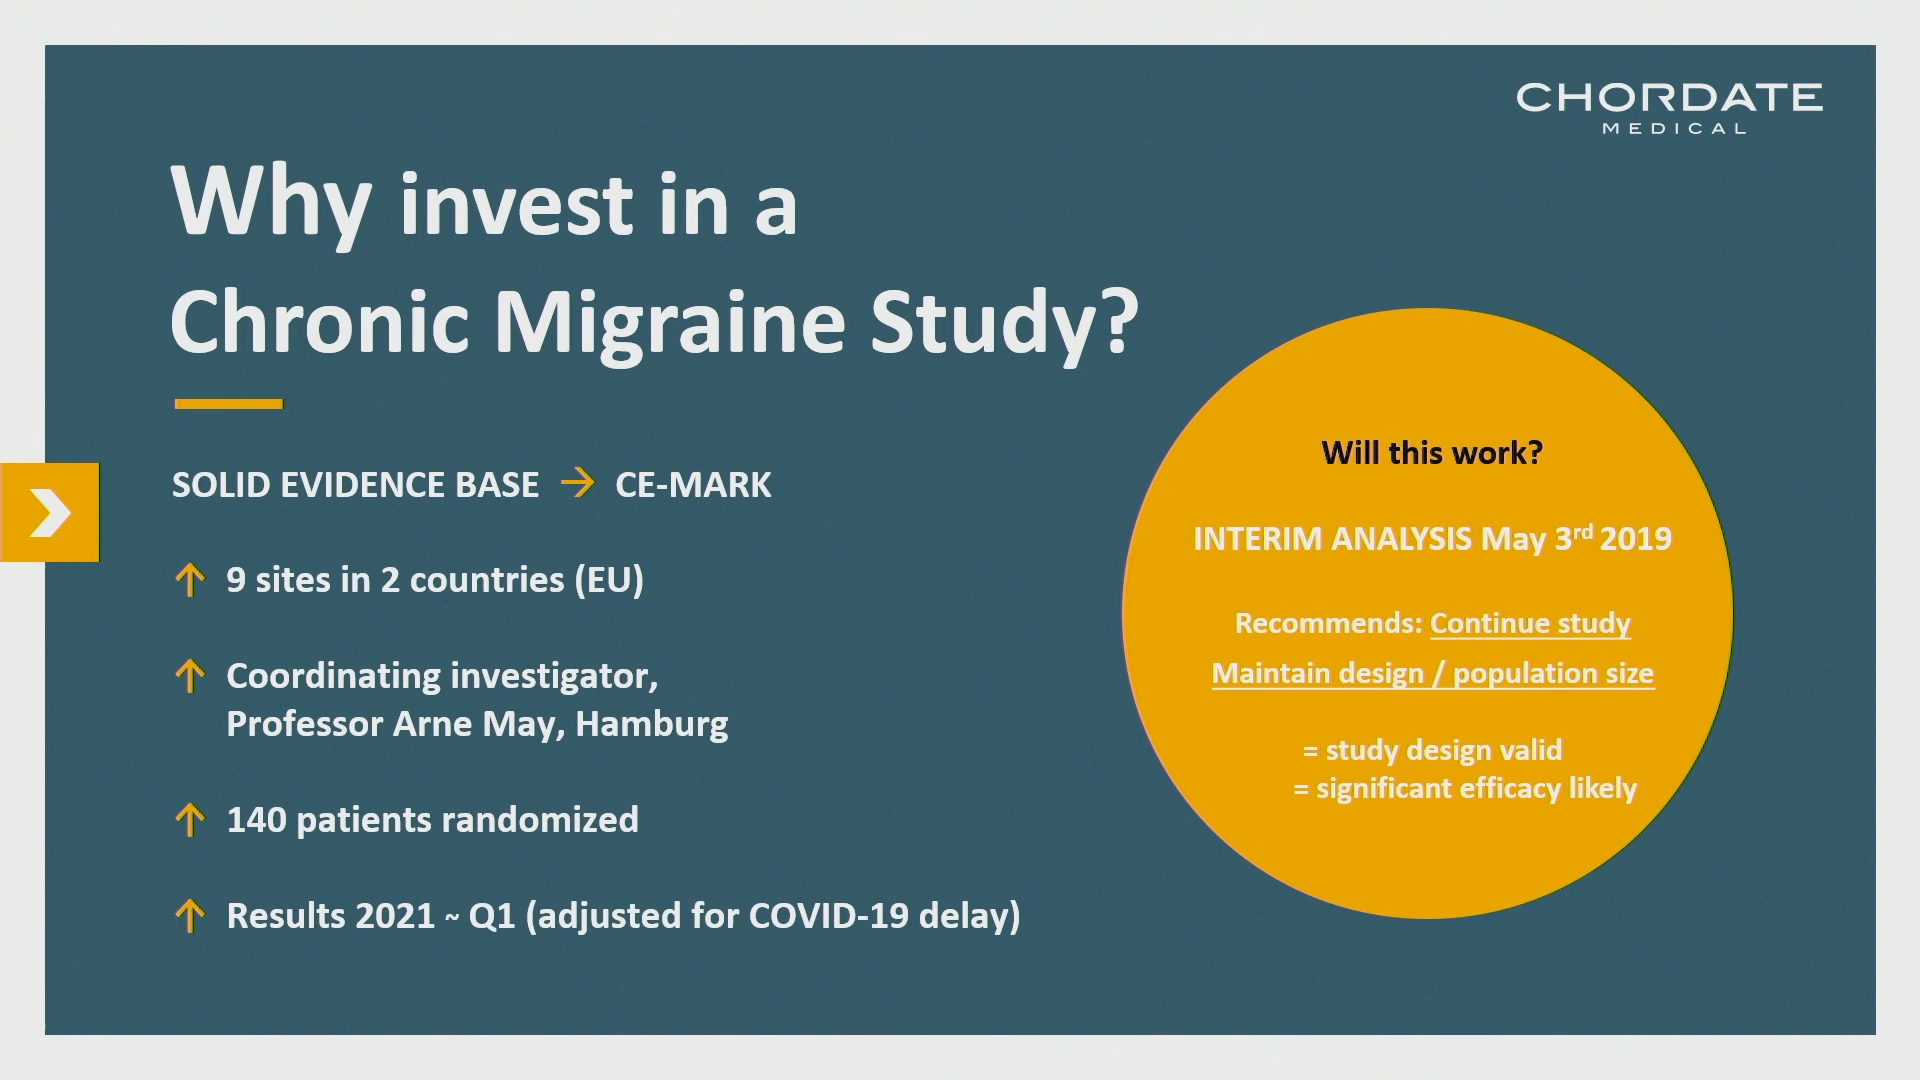 CHORDATE
MEDICAL
Why invest in a
Chronic Migraine Study?
SOLID EVIDENCE BASE → CE-MARK
↑ 9 sites in 2 countries (EU)
↑ Coordinating investigator,
Professor Arne May, Hamburg
↑ 140 patients randomized
↑ Results 2021 ~ Q1 (adjusted for COVID-19 delay)
Will this work?
INTERIM ANALYSIS May 3rd 2019
Recommends: Continue study
Maintain design / population size
= study design valid
= significant efficacy likely